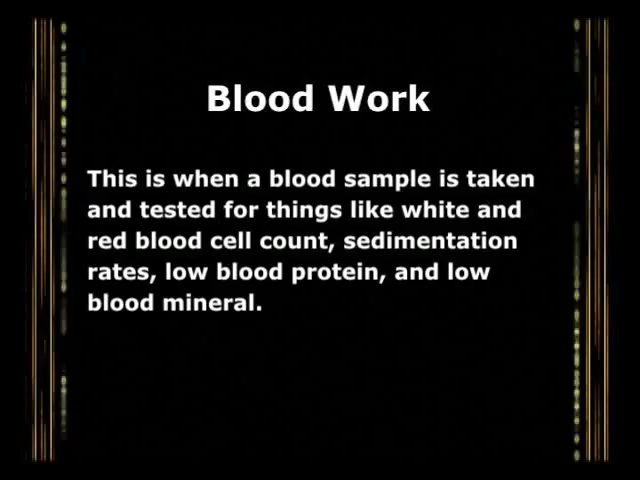 Blood Work
This is when a blood sample is taken
and tested for things like white and
red blood cell count, sedimentation
rates, low blood protein, and low
blood mineral.